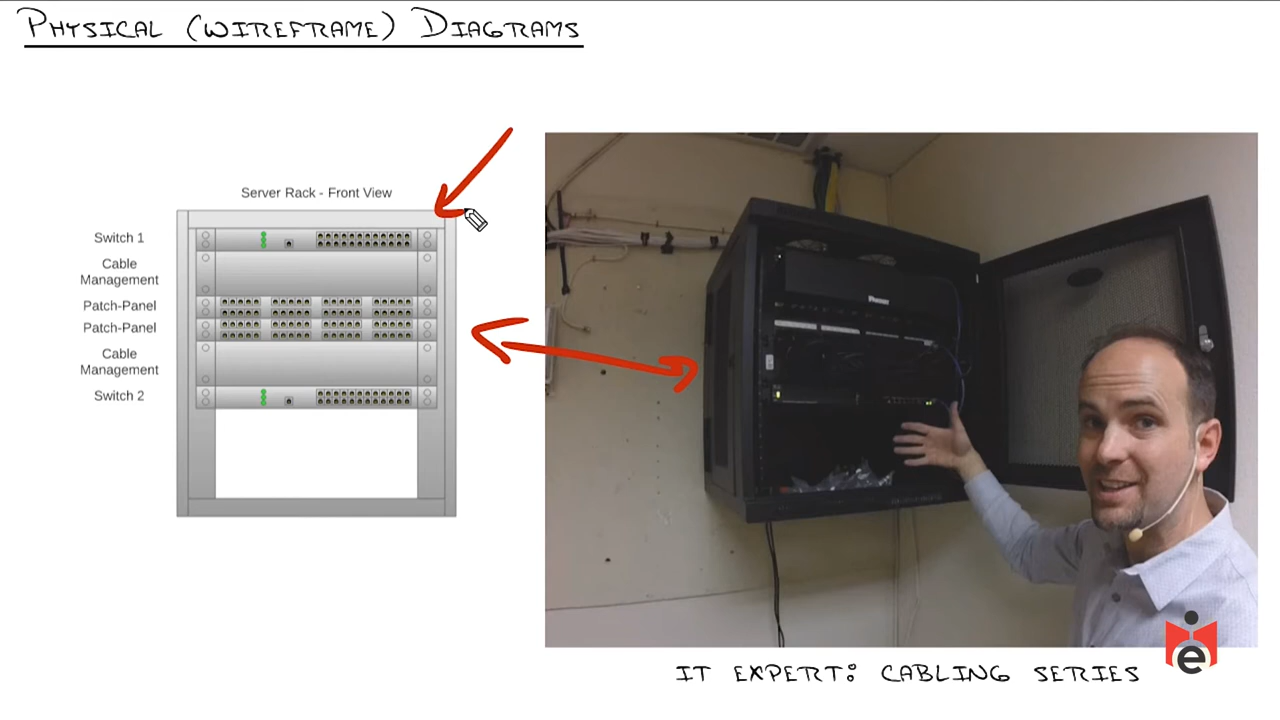 PHYSICAL (WIREFRAME) DIAGRAMS
Server Rack - Front View
Switch 1
Cable
Management
Patch-Panel
Patch-Panel
Cable
Management
Switch 2
IT EXPERT: CABLING SERIES
e